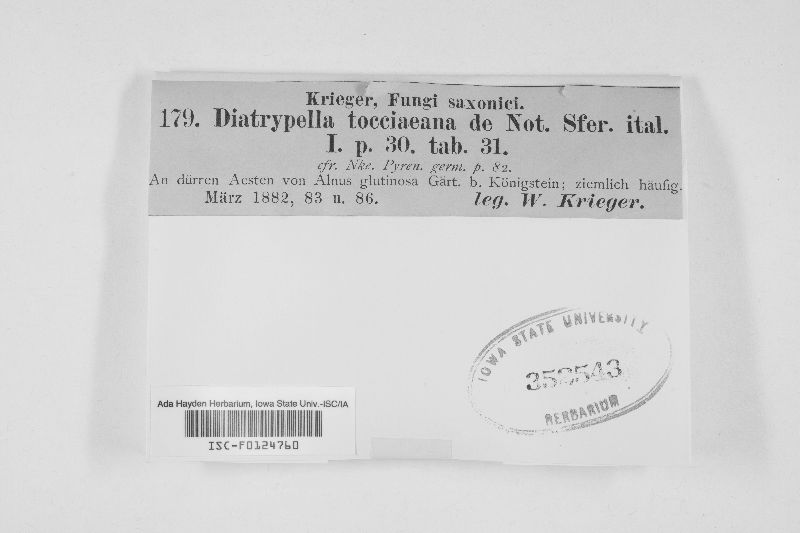 Krieger, Fungi saxonici.
179. Diatrypella tocciaeana de Not. Sfer. ital.
I. p. 30. tab. 31.
cfr. Nke. Pyren. germ. p. 82.
An dürren Aesten von Alnus glutinosa Gärt. b. Königstein; ziemlich häufig.
März 1882, 83 u. 86. leg. W. Krieger.
IOWA STATE UNIVERSITY
HERBARIUM
Ada Hayden Herbarium, Iowa State Univ.-ISC/IA
ISC-F0124760